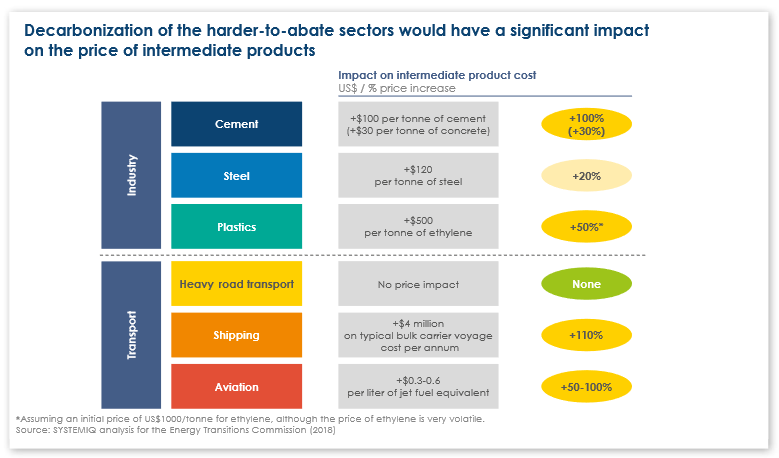 Decarbonization of the harder-to-abate sectors would have a significant impact
on the price of intermediate products
Impact on intermediate product cost
US$ / % price increase
Industry
Cement
+$100 per tonne of cement
(+$30 per tonne of concrete)
+100%
(+30%)
Steel
+$120
per tonne of steel
+20%
Plastics
+$500
per tonne of ethylene
+50%*
Transport
Heavy road transport
No price impact
None
Shipping
+$4 million
on typical bulk carrier voyage
cost per annum
+110%
Aviation
+$0.3-0.6
per liter of jet fuel equivalent
+50-100%
*Assuming an initial price of US$1000/tonne for ethylene, although the price of ethylene is very volatile.
Source: SYSTEMIQ analysis for the Energy Transitions Commission (2018)